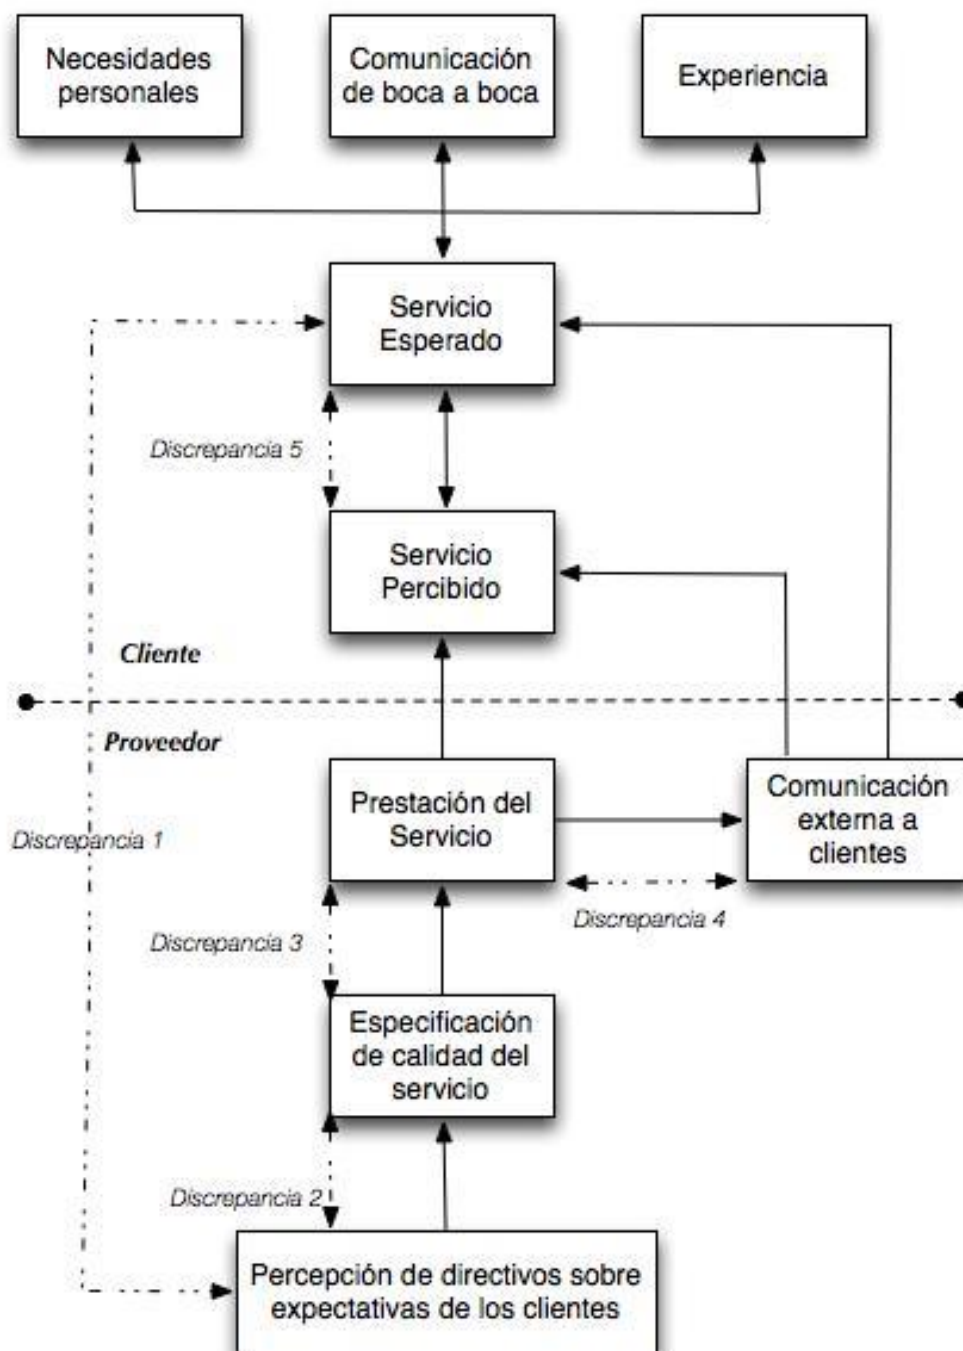 Necesidades
personales
Comunicación
de boca a boca
Experiencia
Servicio
Esperado
Discrepancia 5
Servicio
Percibido
Cliente
Proveedor
Prestación del
Servicio
Comunicación
externa a
clientes
Discrepancia 1
Discrepancia 4
Discrepancia 3
Especificación
de calidad del
servicio
Discrepancia 2
Percepción de directivos sobre
expectativas de los clientes